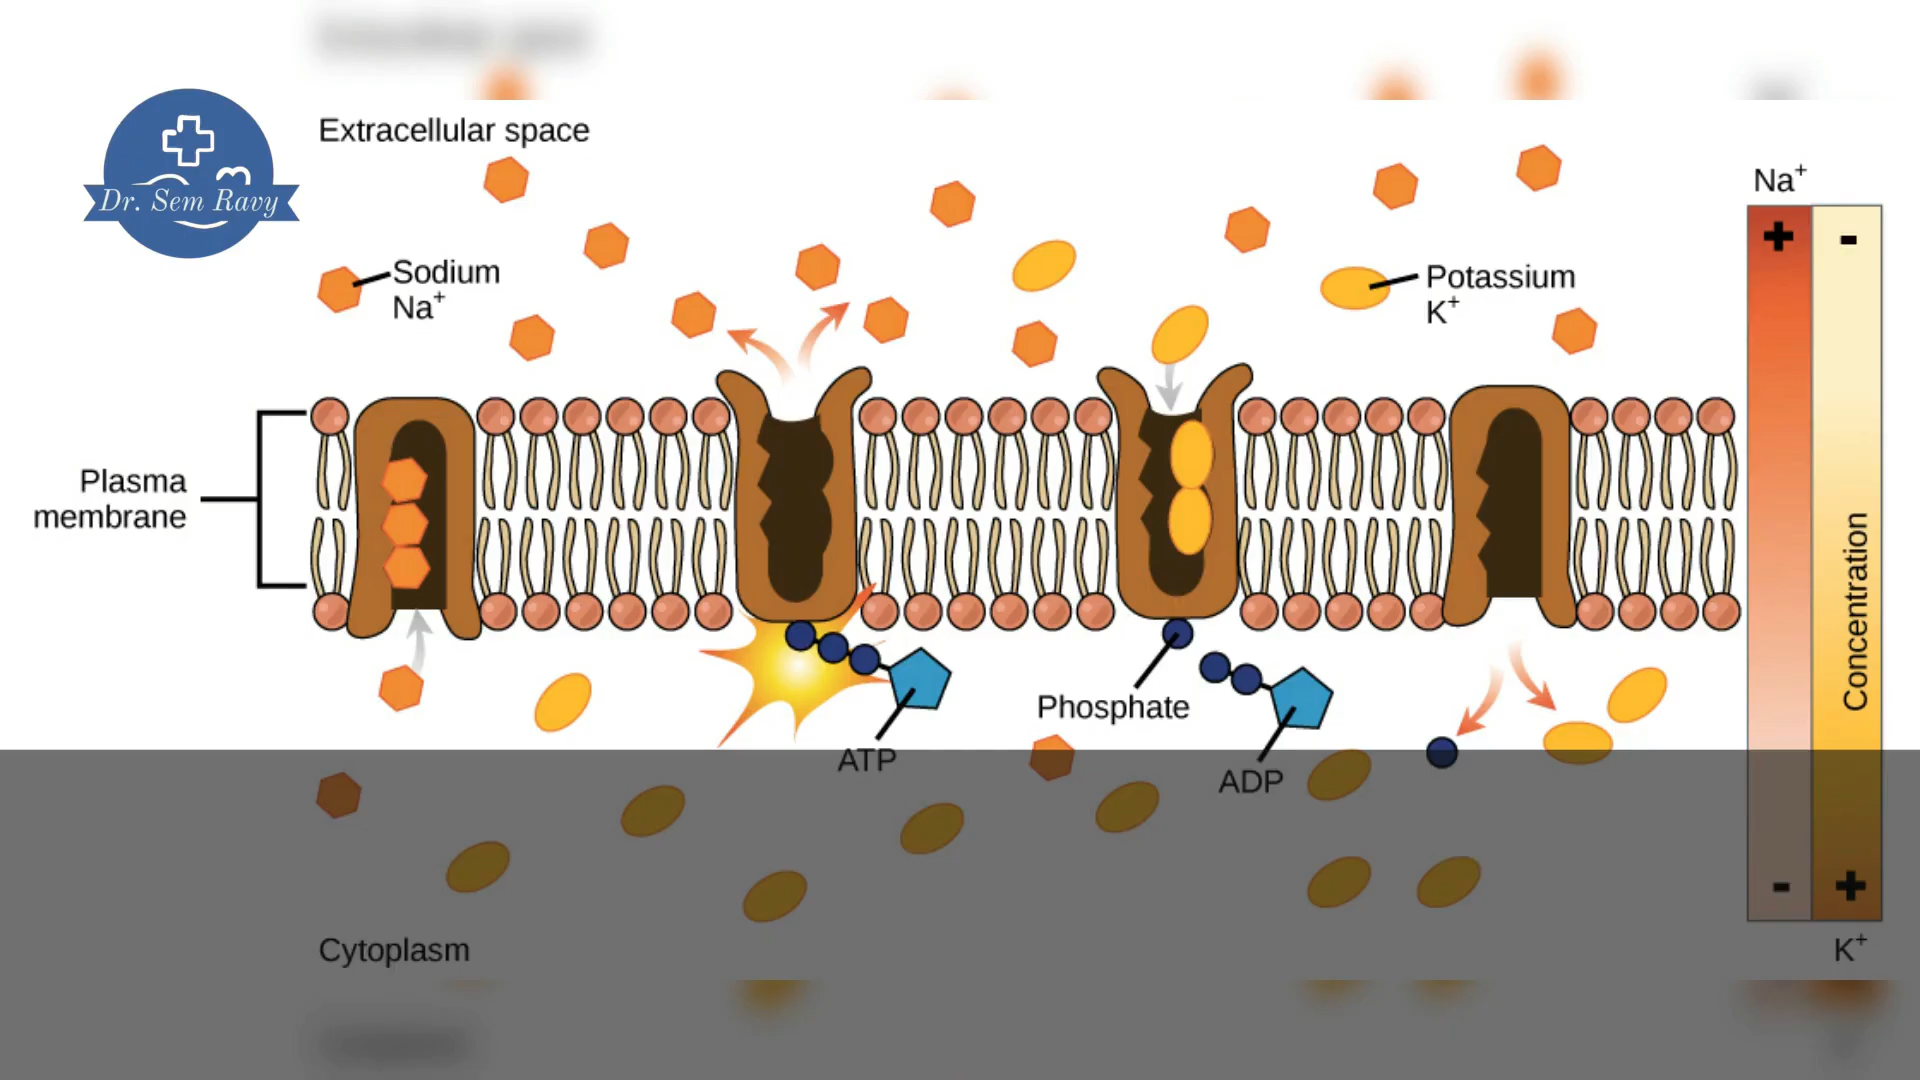 Extracellular space
Dr. Sem Ravy
Na⁺
+
-
Sodium
Na⁺
Potassium
K⁺
Plasma
membrane
Concentration
Phosphate
ATP
ADP
-
+
Cytoplasm
K⁺